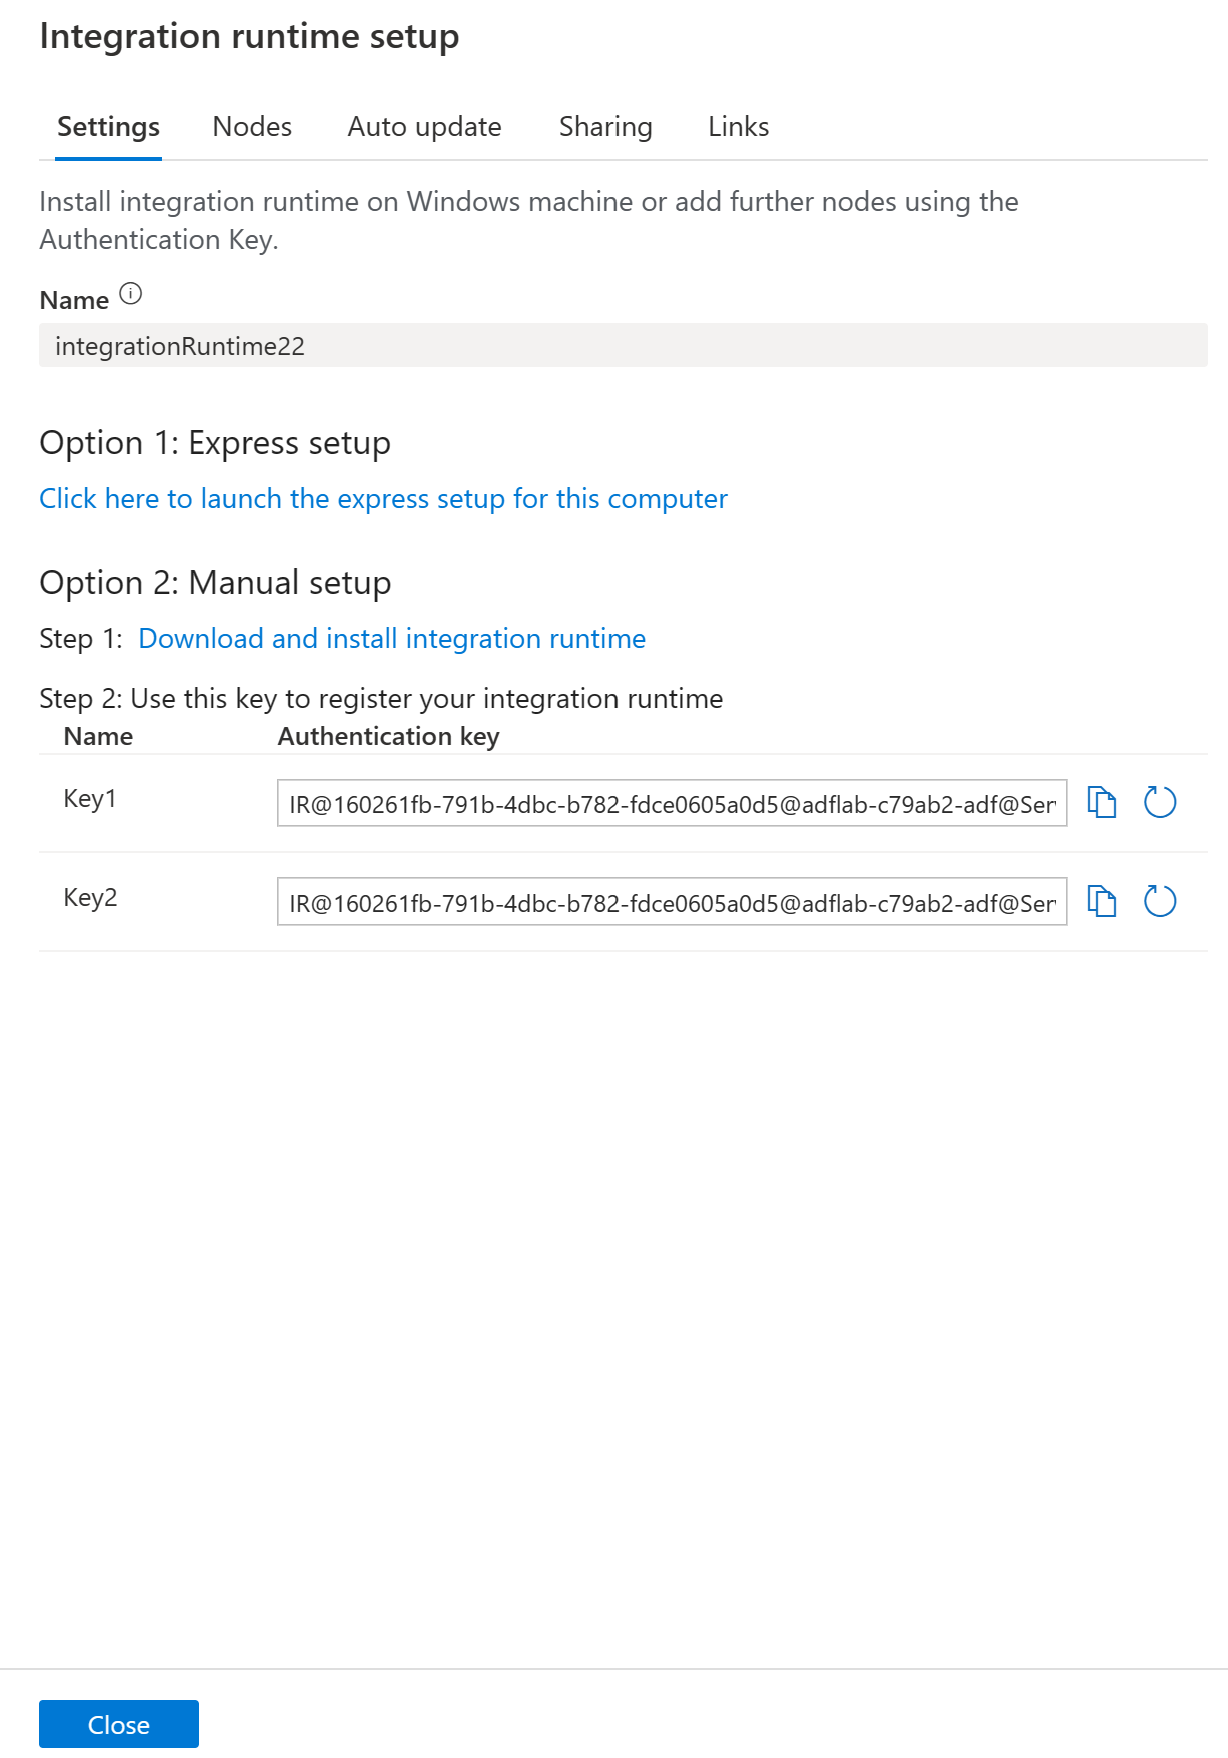 Integration runtime setup
Settings Nodes Auto update Sharing Links
Install integration runtime on Windows machine or add further nodes using the
Authentication Key.
Name
integrationRuntime22
Option 1: Express setup
Click here to launch the express setup for this computer
Option 2: Manual setup
Step 1: Download and install integration runtime
Step 2: Use this key to register your integration runtime
Name Authentication key
Key1 IR@160261fb-791b-4dbc-b782-fdce0605a0d5@adflab-c79ab2-adf@Ser
Key2 IR@160261fb-791b-4dbc-b782-fdce0605a0d5@adflab-c79ab2-adf@Ser
Close